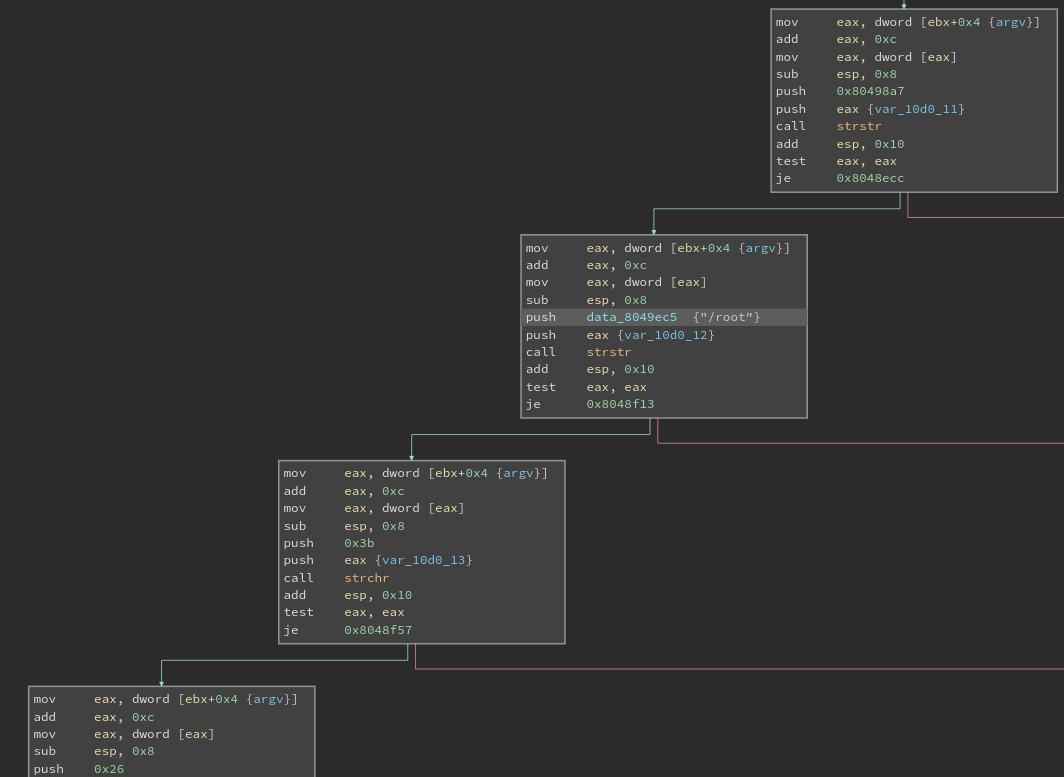 mov eax, dword [ebx+0x4 {argv}]
add eax, 0xc
mov eax, dword [eax]
sub esp, 0x8
push 0x80498a7
push eax {var_10d0_11}
call strstr
add esp, 0x10
test eax, eax
je 0x8048ecc
mov eax, dword [ebx+0x4 {argv}]
add eax, 0xc
mov eax, dword [eax]
sub esp, 0x8
push data_8049ec5 {"/root"}
push eax {var_10d0_12}
call strstr
add esp, 0x10
test eax, eax
je 0x8048f13
mov eax, dword [ebx+0x4 {argv}]
add eax, 0xc
mov eax, dword [eax]
sub esp, 0x8
push 0x3b
push eax {var_10d0_13}
call strchr
add esp, 0x10
test eax, eax
je 0x8048f57
mov eax, dword [ebx+0x4 {argv}]
add eax, 0xc
mov eax, dword [eax]
sub esp, 0x8
push 0x26